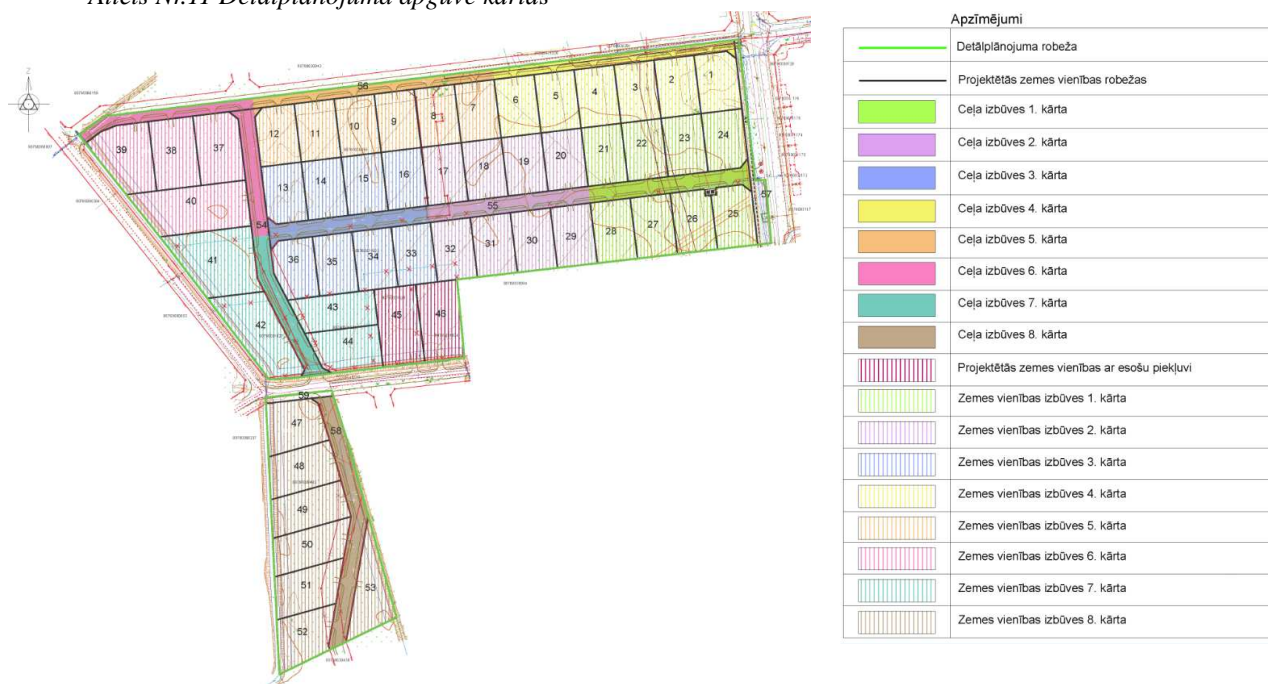 Attēls Nr.11 Detālplānojuma apguve kārtas
Apzīmējumi
Detālplānojuma robeža
Projektētās zemes vienības robežas
Ceļa izbūves 1. kārta
Ceļa izbūves 2. kārta
Ceļa izbūves 3. kārta
Ceļa izbūves 4. kārta
Ceļa izbūves 5. kārta
Ceļa izbūves 6. kārta
Ceļa izbūves 7. kārta
Ceļa izbūves 8. kārta
Projektētās zemes vienības ar esošu piekļuvi
Zemes vienības izbūves 1. kārta
Zemes vienības izbūves 2. kārta
Zemes vienības izbūves 3. kārta
Zemes vienības izbūves 4. kārta
Zemes vienības izbūves 5. kārta
Zemes vienības izbūves 6. kārta
Zemes vienības izbūves 7. kārta
Zemes vienības izbūves 8. kārta
Z
56
12 11 10 9 8 7 6 5 4 3 2 1
39 38 37
13 14 15 16 17 18 19 20 21 22 23 24
40
54
55
57
41
36 35 34 33 32 31 30 29 28 27 26 25
42
43
44
45 46
59
47
58
48
49
50
51
53
52